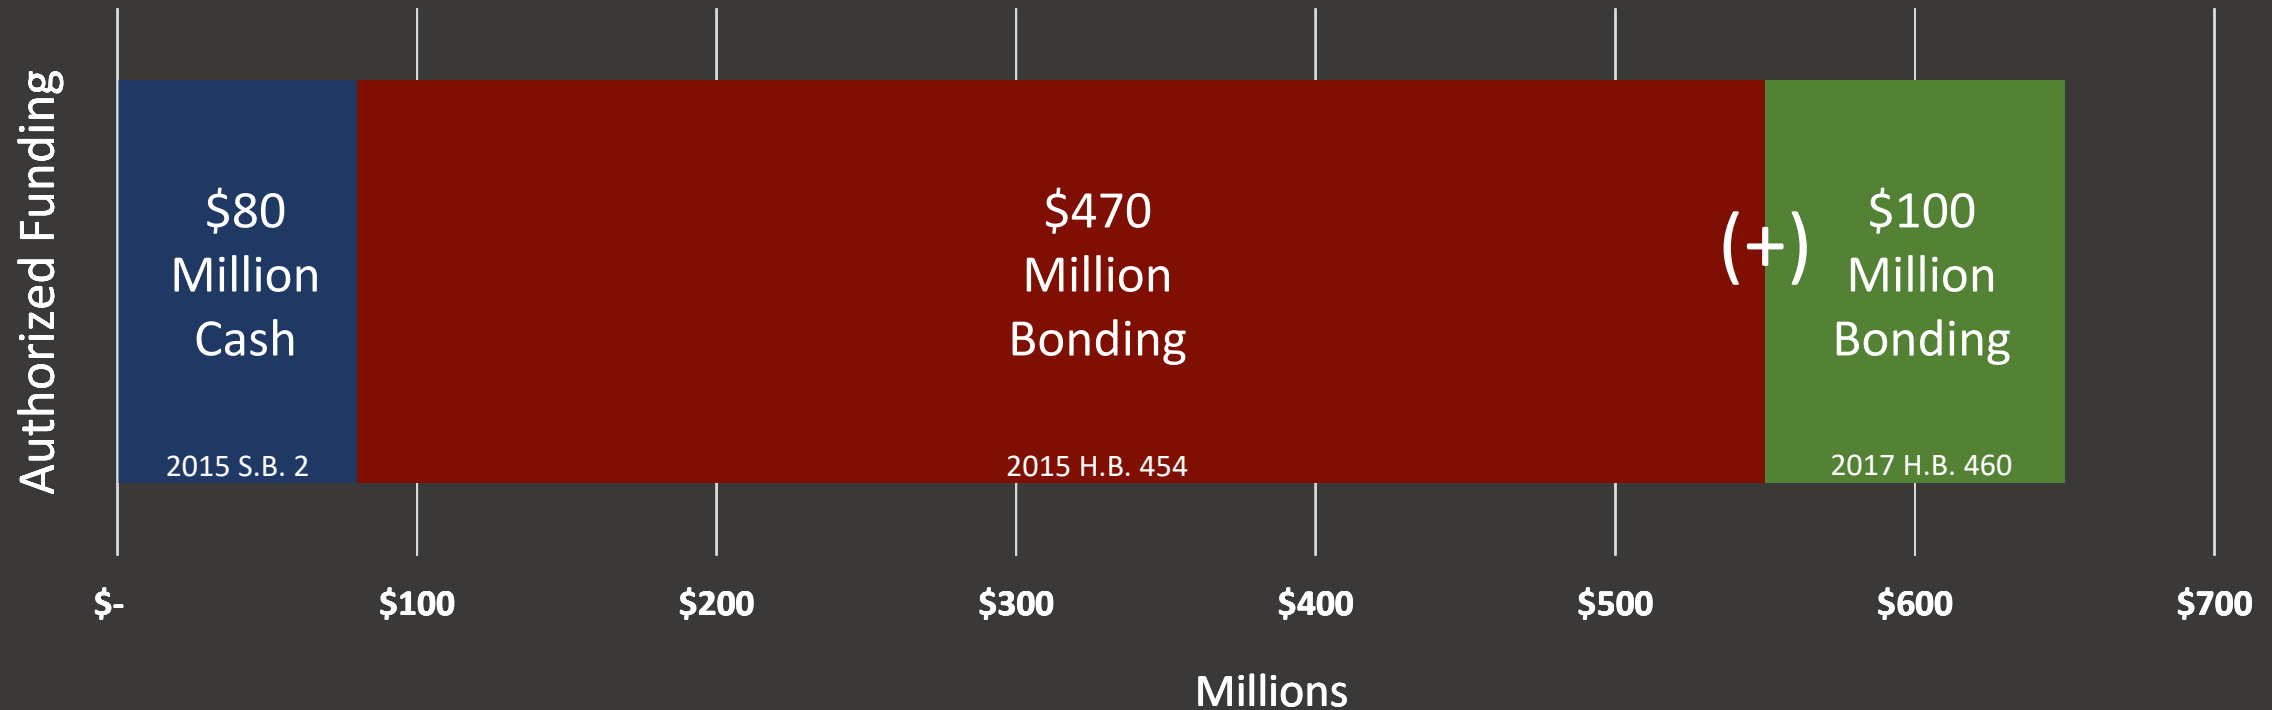 Authorized Funding
$80
Million
Cash
2015 S.B. 2
$470
Million
Bonding
2015 H.B. 454
(+)
$100
Million
Bonding
2017 H.B. 460
$- $100 $200 $300 $400 $500 $600 $700
Millions